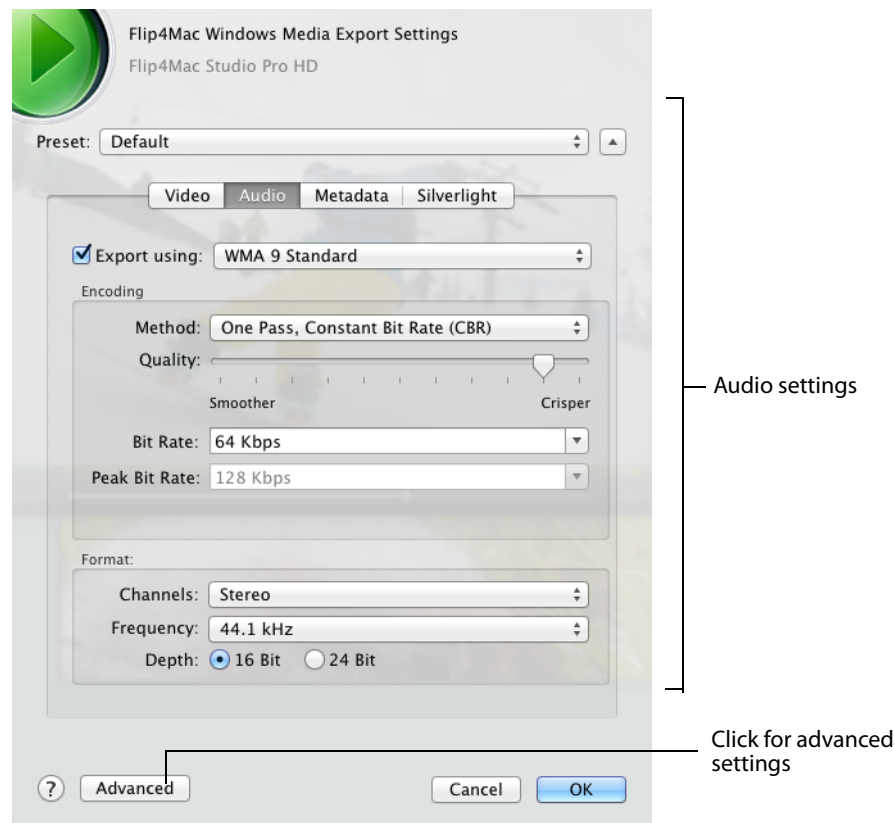 Flip4Mac Windows Media Export Settings
Flip4Mac Studio Pro HD
Preset: Default
Video Audio Metadata Silverlight
Export using: WMA 9 Standard
Encoding
Method: One Pass, Constant Bit Rate (CBR)
Quality:
Smoother Crisper
Bit Rate: 64 Kbps
Peak Bit Rate: 128 Kbps
Format:
Channels: Stereo
Frequency: 44.1 kHz
Depth: 16 Bit 24 Bit
Audio settings
Click for advanced
settings
? Advanced Cancel OK